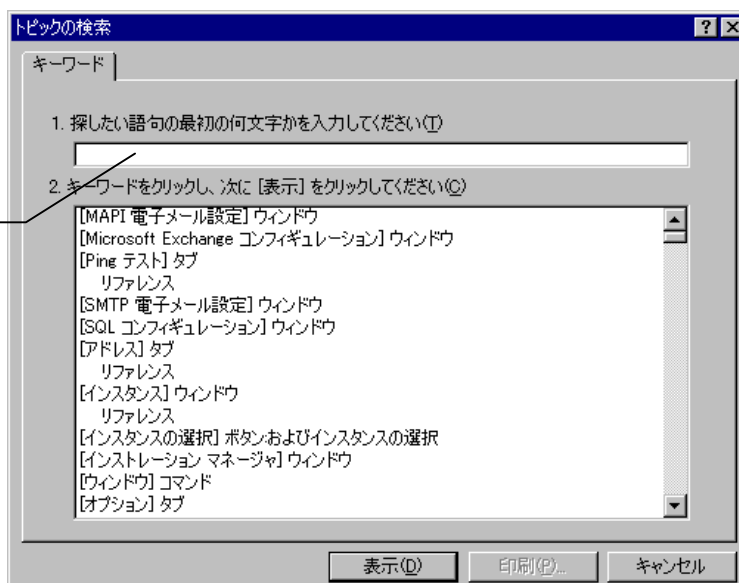 トピックの検索
キーワード
1. 探したい語句の最初の何文字かを入力してください(T)
2. キーワードをクリックし、次に [表示] をクリックしてください(C)
[MAPI 電子メール設定] ウィンドウ
[Microsoft Exchange コンフィギュレーション] ウィンドウ
[Ping テスト] タブ
リファレンス
[SMTP 電子メール設定] ウィンドウ
[SQL コンフィギュレーション] ウィンドウ
[アドレス] タブ
リファレンス
[インスタンス] ウィンドウ
リファレンス
[インスタンスの選択] ボタンおよびインスタンスの選択
[インストレーション マネージャ] ウィンドウ
[ウィンドウ] コマンド
[オプション] タブ
表示(D) 印刷(P)... キャンセル